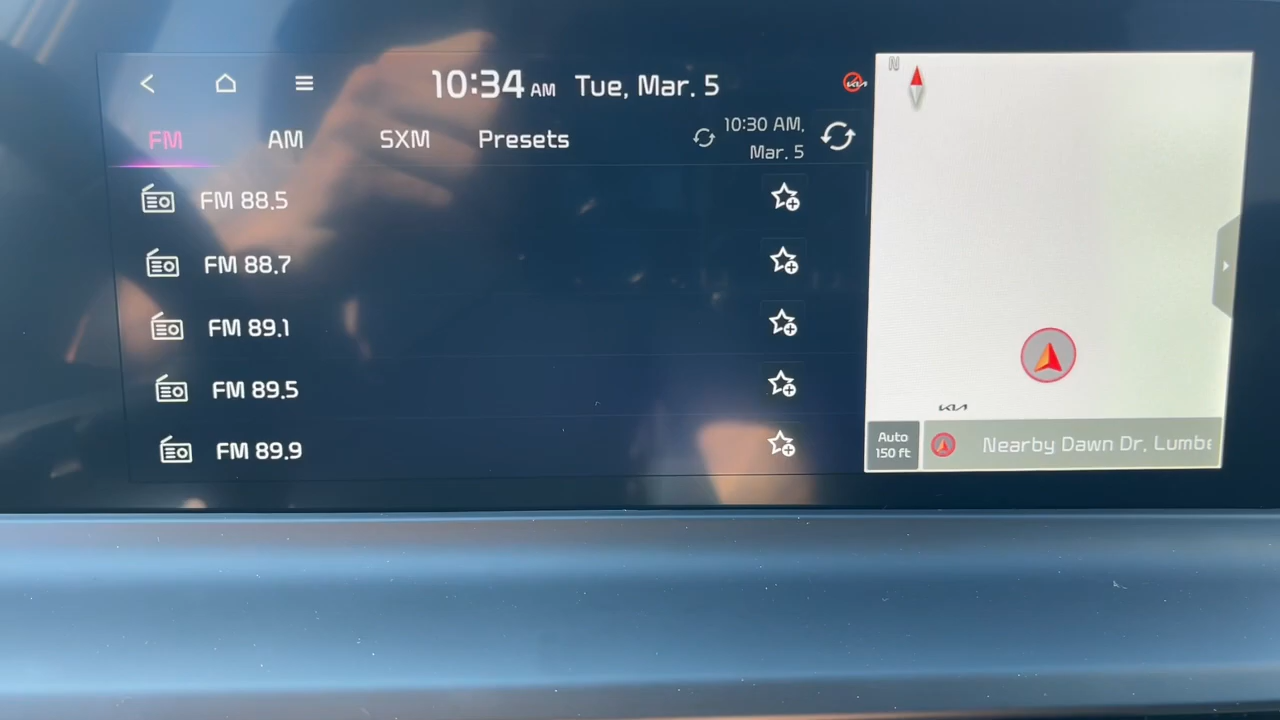 10:34 AM Tue, Mar. 5
FM AM SXM Presets
10:30 AM,
Mar. 5
FM 88.5
FM 88.7
FM 89.1
FM 89.5
FM 89.9
N
KIA
Auto
150 ft
Nearby Dawn Dr, Lumbe